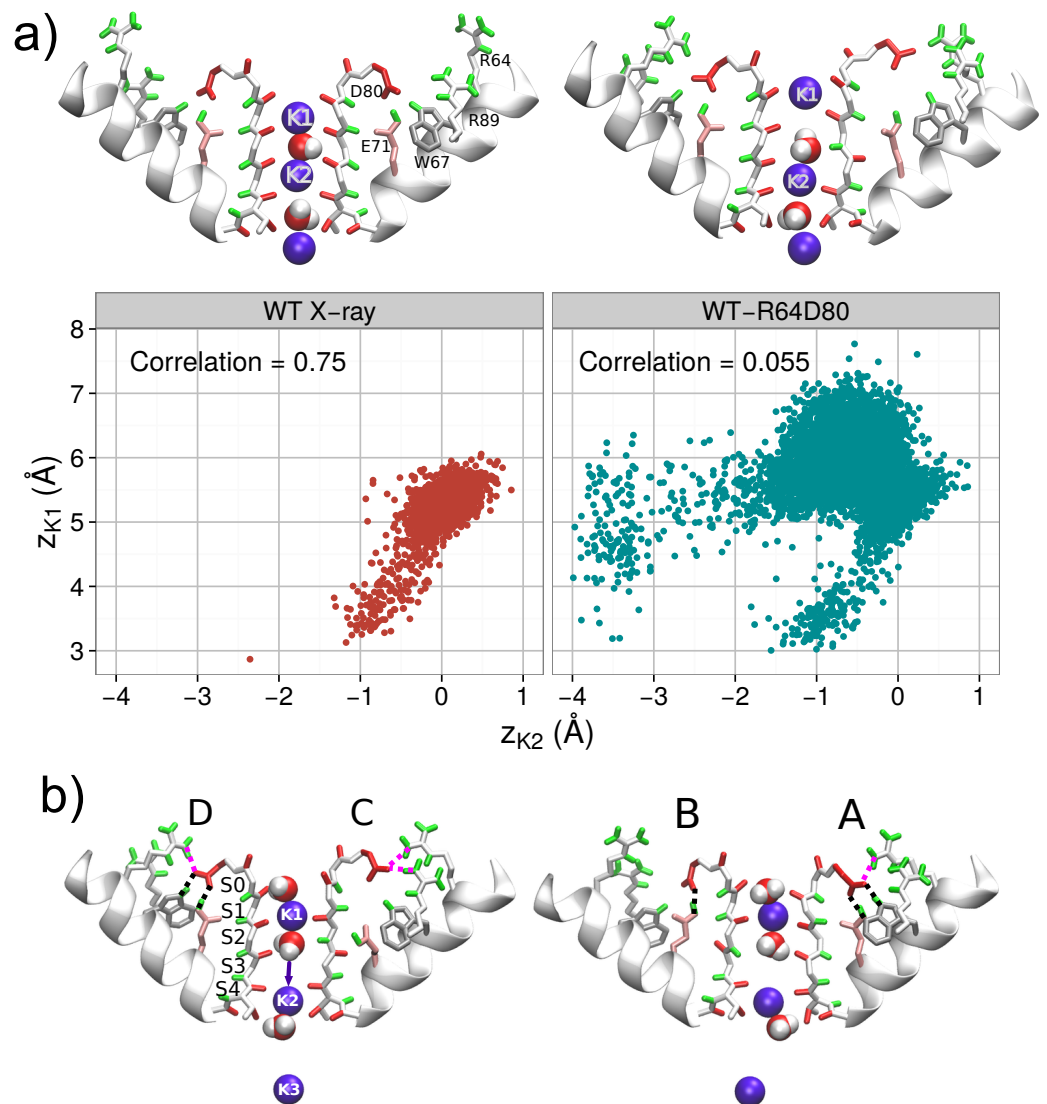 a)
R64
D80
K1
K1
R89
E71
W67
K2
K2
WT X−ray
WT−R64D80
Correlation = 0.75
Correlation = 0.055
8
7
6
5
4
3
zK1 (Å)
−4 −3 −2 −1 0 1
−4 −3 −2 −1 0 1
zK2 (Å)
b)
D C B A
S0
S1
K1
S2
S3
S4
K2
K3